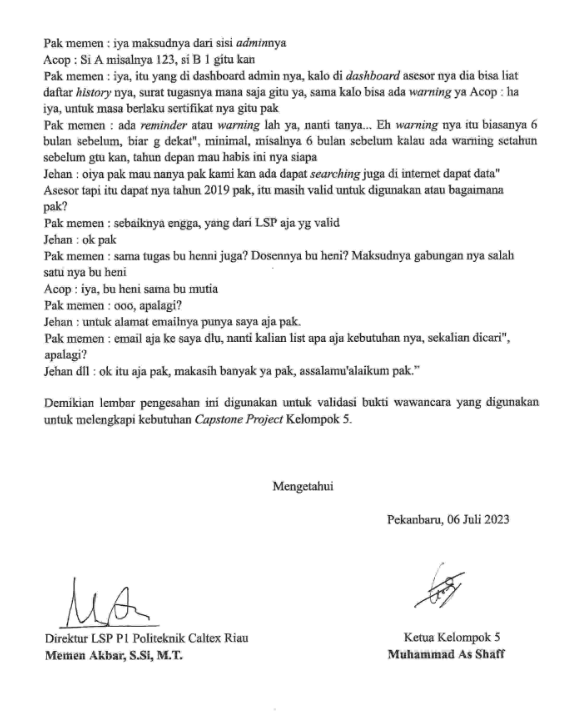 Pak memen : iya maksudnya dari sisi adminnya
Acop : Si A misalnya 123, si B 1 gitu kan
Pak memen : iya, itu yang di dashboard admin nya, kalo di dashboard asesor nya dia bisa liat
daftar history nya, surat tugasnya mana saja gitu ya, sama kalo bisa ada warning ya Acop : ha
iya, untuk masa berlaku sertifikat nya gitu pak
Pak memen : ada reminder atau warning lah ya, nanti tanya... Eh warning nya itu biasanya 6
bulan sebelum, biar g dekat", minimal, misalnya 6 bulan sebelum kalau ada warning setahun
sebelum gtu kan, tahun depan mau habis ini nya siapa
Jehan : oiya pak mau nanya pak kami kan ada dapat searching juga di internet dapat data"
Asesor tapi itu dapat nya tahun 2019 pak, itu masih valid untuk digunakan atau bagaimana
pak?
Pak memen : sebaiknya engga, yang dari LSP aja yg valid
Jehan : ok pak
Pak memen : sama tugas bu henni juga? Dosennya bu heni? Maksudnya gabungan nya salah
satu nya bu heni
Acop : iya, bu heni sama bu mutia
Pak memen : ooo, apalagi?
Jehan : untuk alamat emailnya punya saya aja pak.
Pak memen : email aja ke saya dlu, nanti kalian list apa aja kebutuhan nya, sekalian dicari",
apalagi?
Jehan dll : ok itu aja pak, makasih banyak ya pak, assalamu'alaikum pak.”
Demikian lembar pengesahan ini digunakan untuk validasi bukti wawancara yang digunakan
untuk melengkapi kebutuhan Capstone Project Kelompok 5.
Mengetahui
Pekanbaru, 06 Juli 2023
Direktur LSP P1 Politeknik Caltex Riau
Memen Akbar, S.Si, M.T.
Ketua Kelompok 5
Muhammad As Shaff